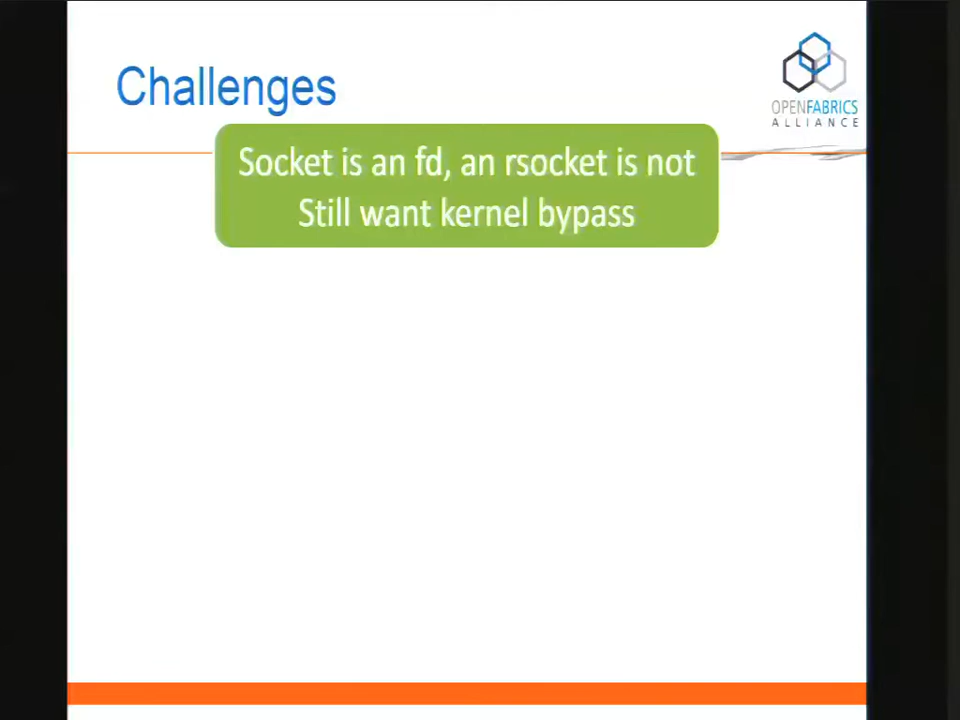 Challenges
OPENFABRICS
ALLIANCE
Socket is an fd, an rsocket is not
Still want kernel bypass